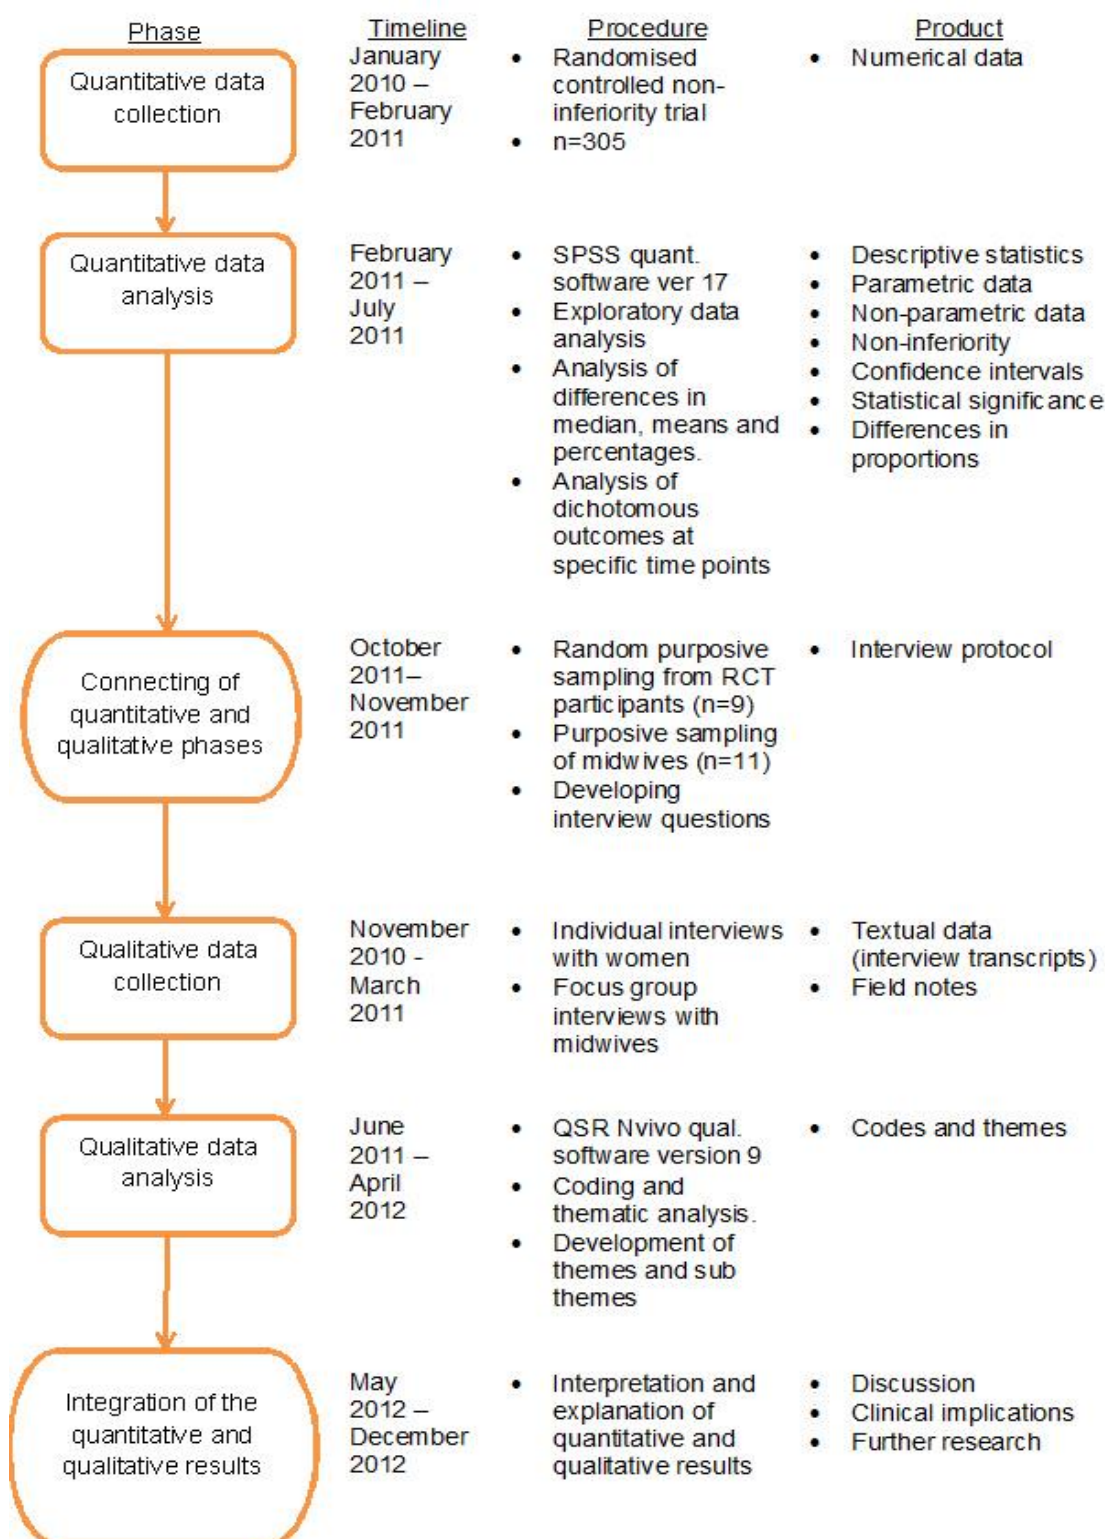 Phase Timeline Procedure Product
Quantitative data
collection
January
2010 –
February
2011
• Randomised
controlled non-
inferiority trial
• n=305
• Numerical data
Quantitative data
analysis
February
2011 –
July
2011
• SPSS quant.
software ver 17
• Exploratory data
analysis
• Analysis of
differences in
median, means and
percentages.
• Analysis of
dichotomous
outcomes at
specific time points
• Descriptive statistics
• Parametric data
• Non-parametric data
• Non-inferiority
• Confidence intervals
• Statistical significance
• Differences in
proportions
Connecting of
quantitative and
qualitative phases
October
2011–
November
2011
• Random purposive
sampling from RCT
participants (n=9)
• Purposive sampling
of midwives (n=11)
• Developing
interview questions
• Interview protocol
Qualitative data
collection
November
2010 -
March
2011
• Individual interviews
with women
• Focus group
interviews with
midwives
• Textual data
(interview transcripts)
• Field notes
Qualitative data
analysis
June
2011 –
April
2012
• QSR Nvivo qual.
software version 9
• Coding and
thematic analysis.
• Development of
themes and sub
themes
• Codes and themes
Integration of the
quantitative and
qualitative results
May
2012 –
December
2012
• Interpretation and
explanation of
quantitative and
qualitative results
• Discussion
• Clinical implications
• Further research